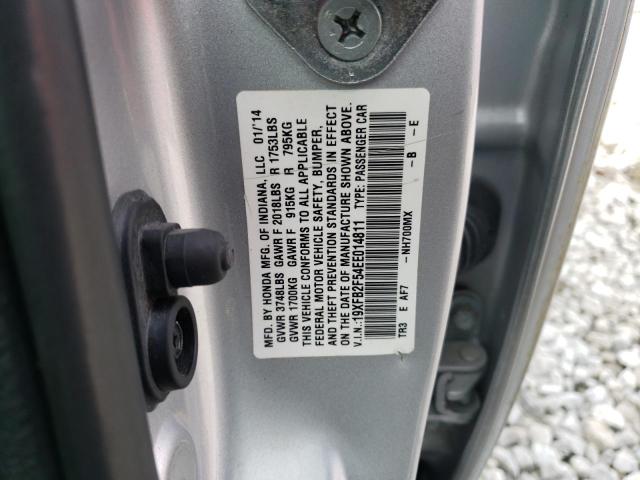 MFD. BY HONDA MFG. OF INDIANA, LLC 01/'14
GVWR 3748LBS GAWR F 2018LBS R 1753LBS
GVWR 1700KG GAWR F 915KG R 795KG
THIS VEHICLE CONFORMS TO ALL APPLICABLE
FEDERAL MOTOR VEHICLE SAFETY, BUMPER,
AND THEFT PREVENTION STANDARDS IN EFFECT
ON THE DATE OF MANUFACTURE SHOWN ABOVE.
V.I.N.:19XFB2F54EE014811 TYPE: PASSENGER CAR
TR3 E AF7 -NH700MX -B -E